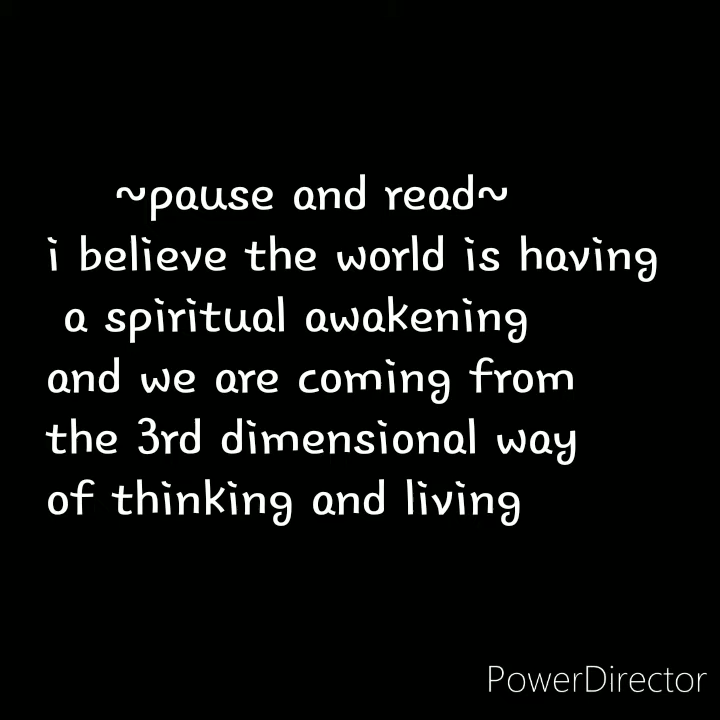 ~pause and read~
i believe the world is having
a spiritual awakening
and we are coming from
the 3rd dimensional way
of thinking and living
PowerDirector